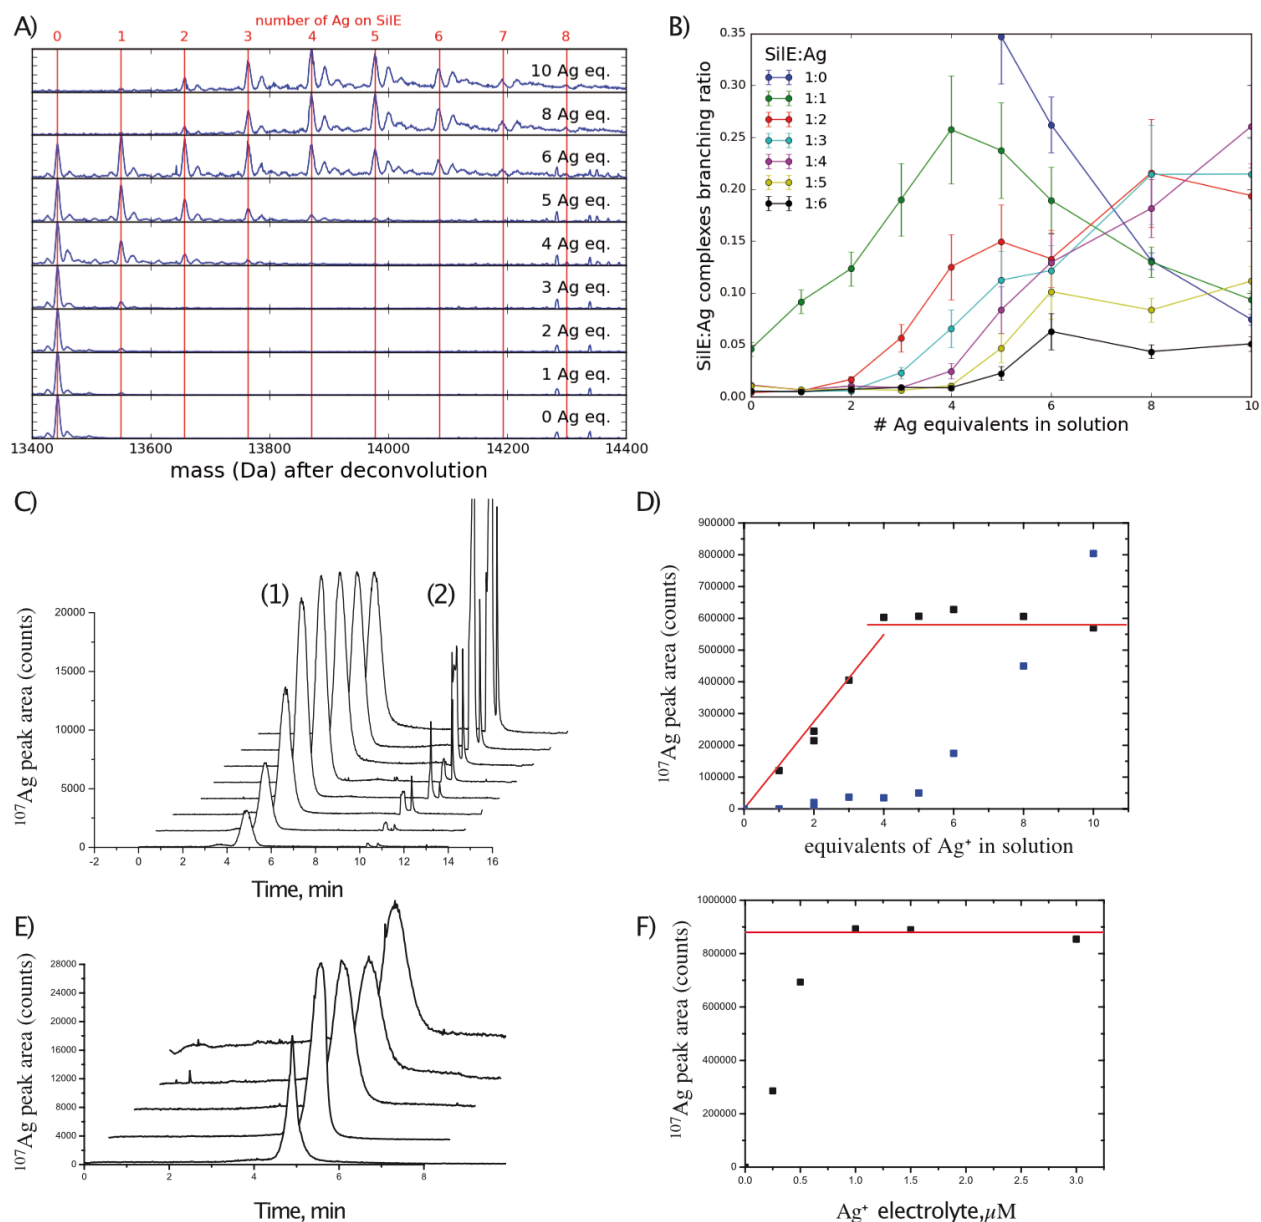 A)
number of Ag on SilE
0 1 2 3 4 5 6 7 8
10 Ag eq.
8 Ag eq.
6 Ag eq.
5 Ag eq.
4 Ag eq.
3 Ag eq.
2 Ag eq.
1 Ag eq.
0 Ag eq.
13400 13600 13800 14000 14200 14400
mass (Da) after deconvolution
B)
SilE:Ag complexes branching ratio
0.35
0.30
0.25
0.20
0.15
0.10
0.05
0.00
SilE:Ag
1:0
1:1
1:2
1:3
1:4
1:5
1:6
0 2 4 6 8 10
# Ag equivalents in solution
C)
(1) (2)
107Ag peak area (counts)
20000
15000
10000
5000
0
-2 0 2 4 6 8 10 12 14 16
Time, min
D)
107Ag peak area (counts)
900000
800000
700000
600000
500000
400000
300000
200000
100000
0
0 2 4 6 8 10
equivalents of Ag⁺ in solution
E)
107Ag peak area (counts)
28000
24000
20000
16000
12000
8000
4000
0
0 2 4 6 8
Time, min
F)
107Ag peak area (counts)
1000000
800000
600000
400000
200000
0
0.0 0.5 1.0 1.5 2.0 2.5 3.0
Ag⁺ electrolyte,μM